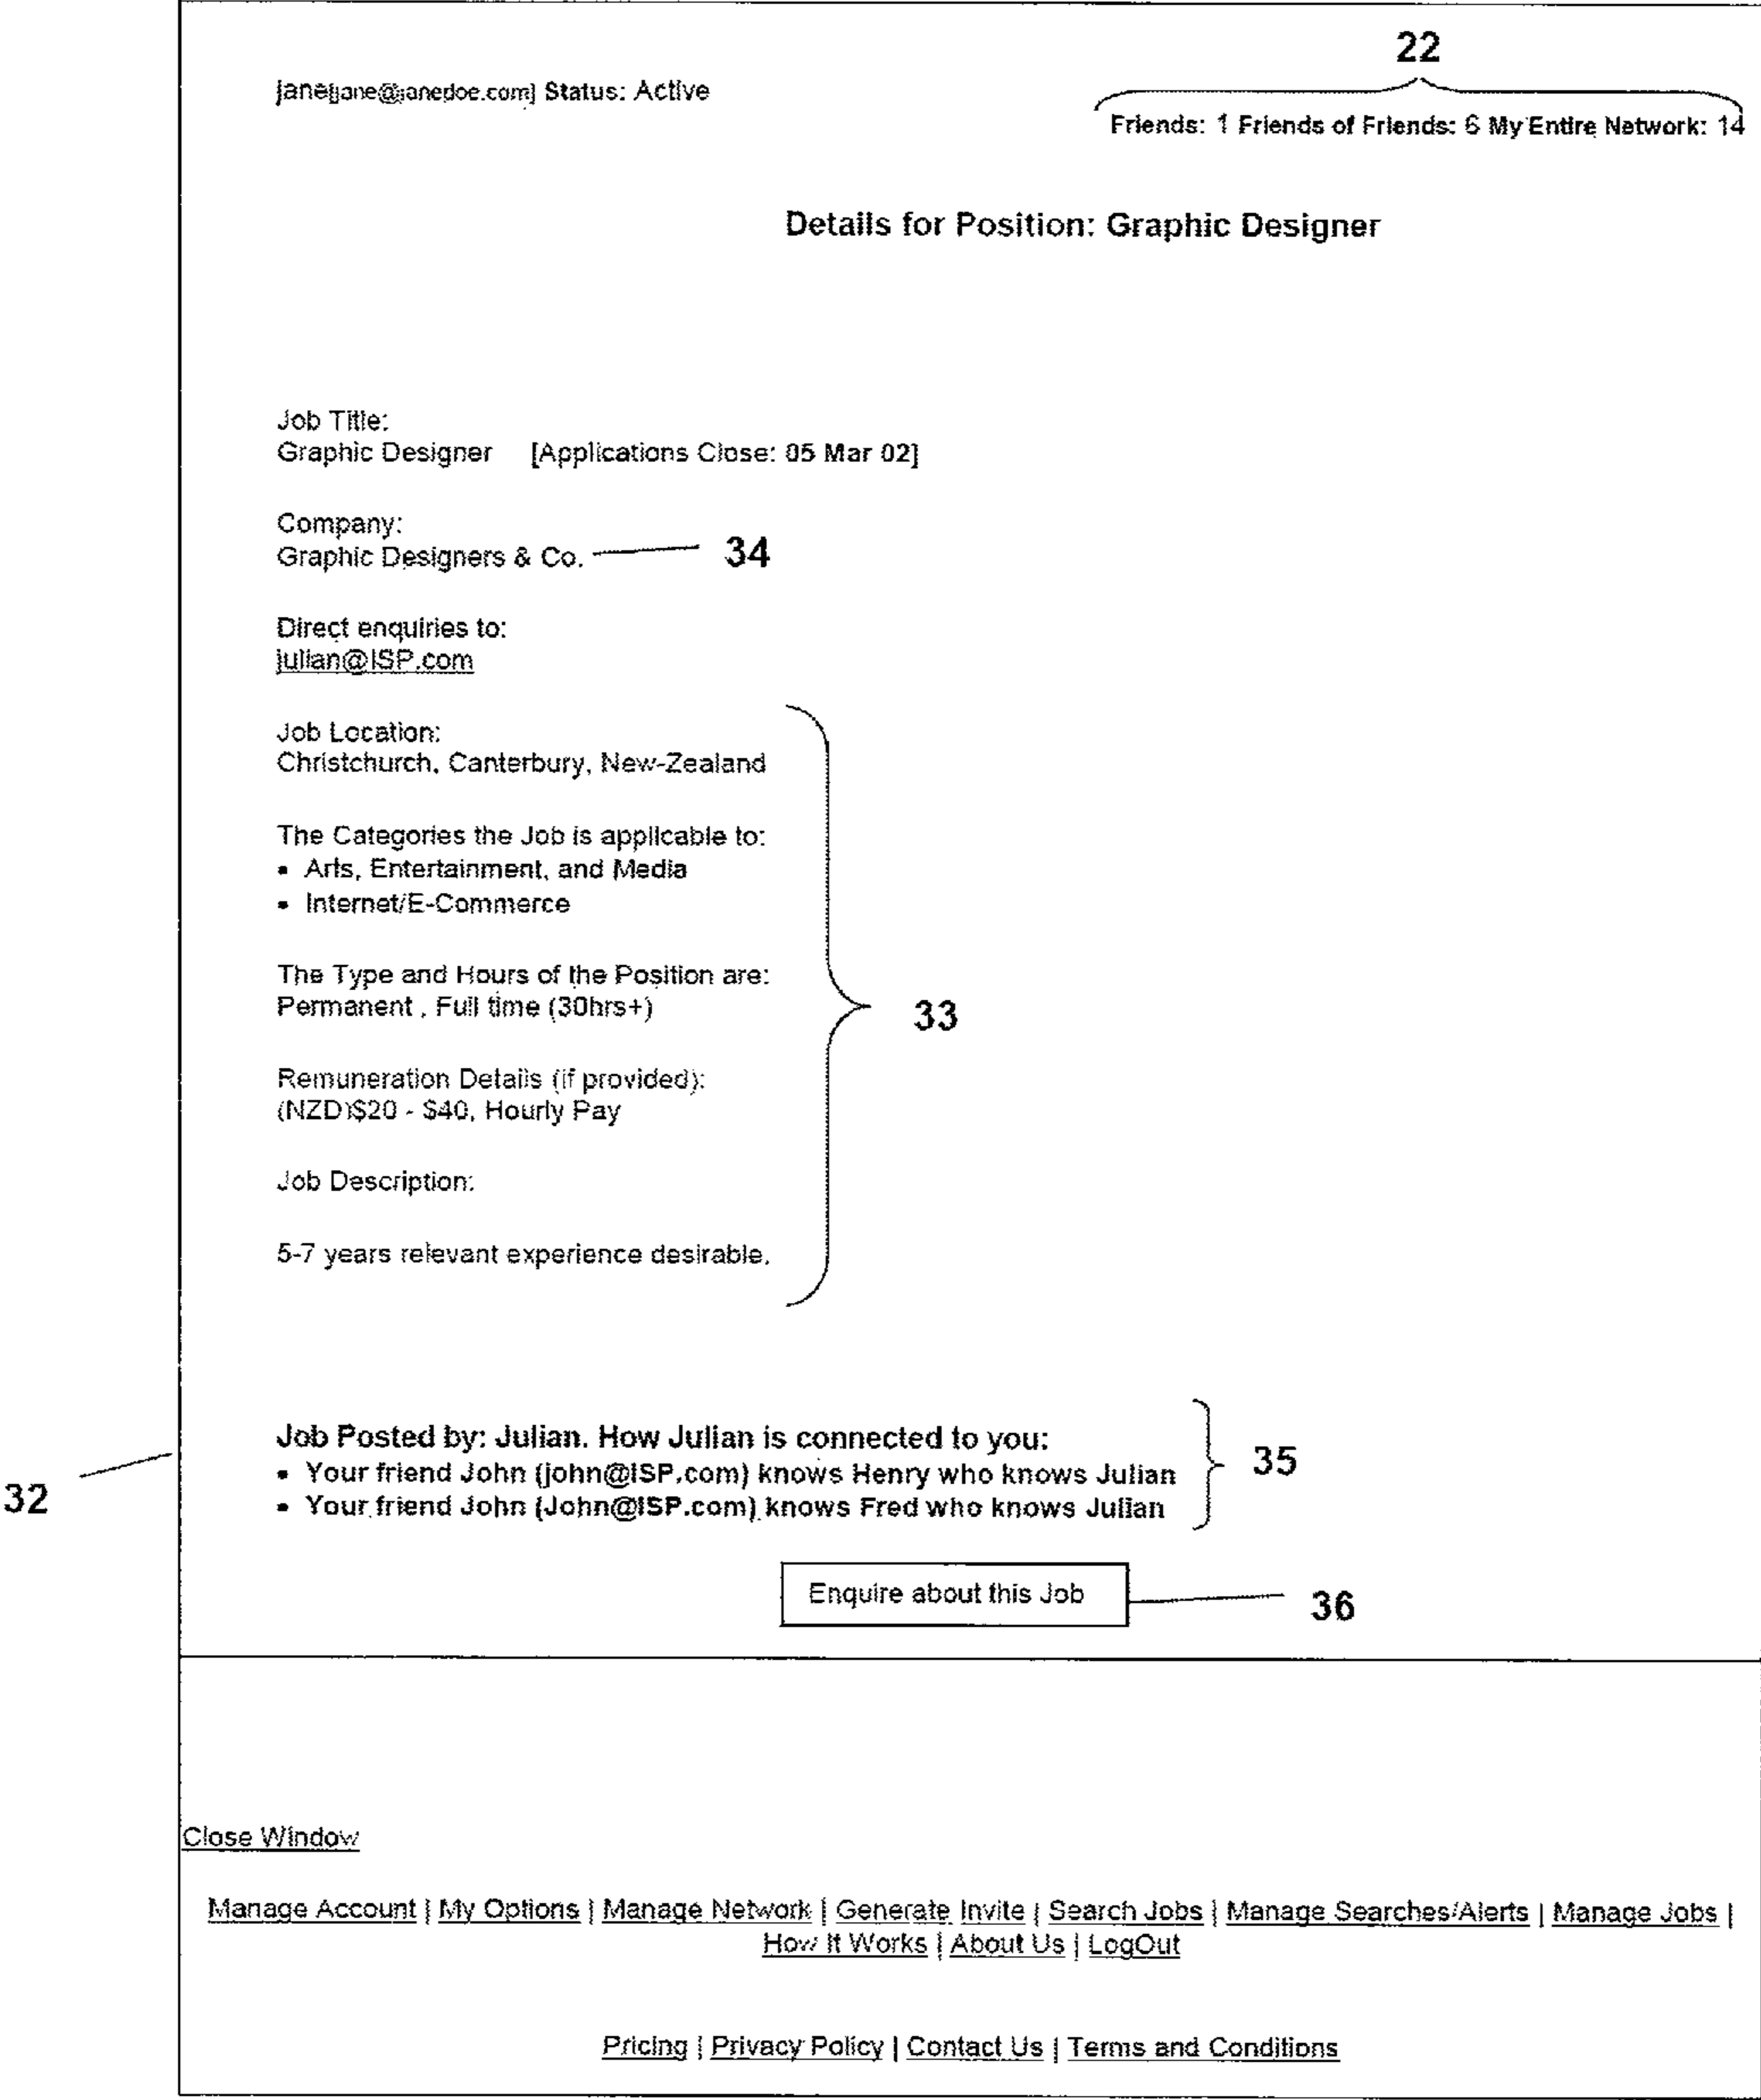 22
jane[jane@janedoe.com] Status: Active
Friends: 1 Friends of Friends: 6 My Entire Network: 14
Details for Position: Graphic Designer
Job Title:
Graphic Designer [Applications Close: 05 Mar 02]
Company:
Graphic Designers & Co.
34
Direct enquiries to:
julian@ISP.com
Job Location:
Christchurch, Canterbury, New-Zealand
The Categories the Job is applicable to:
• Arts, Entertainment, and Media
• Internet/E-Commerce
The Type and Hours of the Position are:
Permanent , Full time (30hrs+)
33
Remuneration Details (if provided):
(NZD)$20 - $40, Hourly Pay
Job Description:
5-7 years relevant experience desirable.
Job Posted by: Julian. How Julian is connected to you:
• Your friend John (john@ISP.com) knows Henry who knows Julian
35
32
• Your friend John (John@ISP.com) knows Fred who knows Julian
Enquire about this Job
36
Close Window
Manage Account | My Options | Manage Network | Generate Invite | Search Jobs | Manage Searches/Alerts | Manage Jobs |
How It Works | About Us | LogOut
Pricing | Privacy Policy | Contact Us | Terms and Conditions